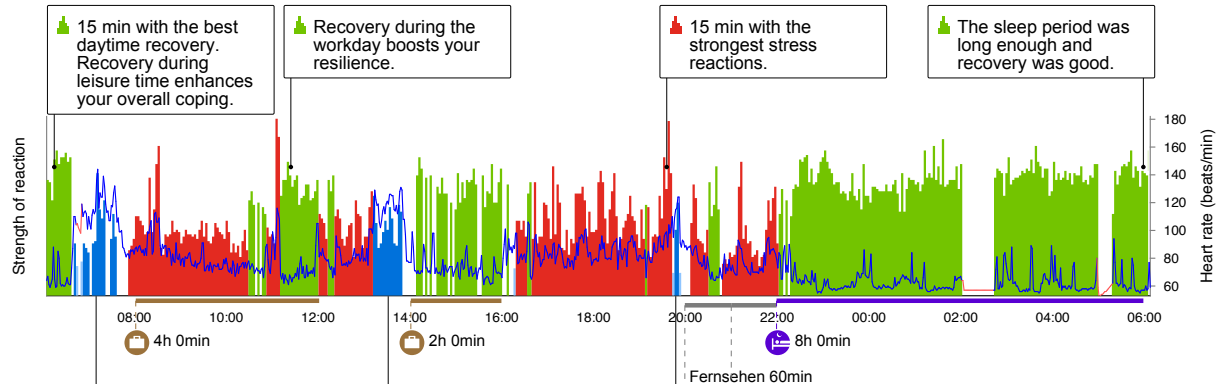 15 min with the best
daytime recovery.
Recovery during
leisure time enhances
your overall coping.
Recovery during the
workday boosts your
resilience.
15 min with the
strongest stress
reactions.
The sleep period was
long enough and
recovery was good.
Strength of reaction
180
160
140
120
100
80
60
Heart rate (beats/min)
08:00
10:00
12:00
14:00
16:00
18:00
20:00
22:00
00:00
02:00
04:00
06:00
4h 0min
2h 0min
8h 0min
Fernsehen 60min